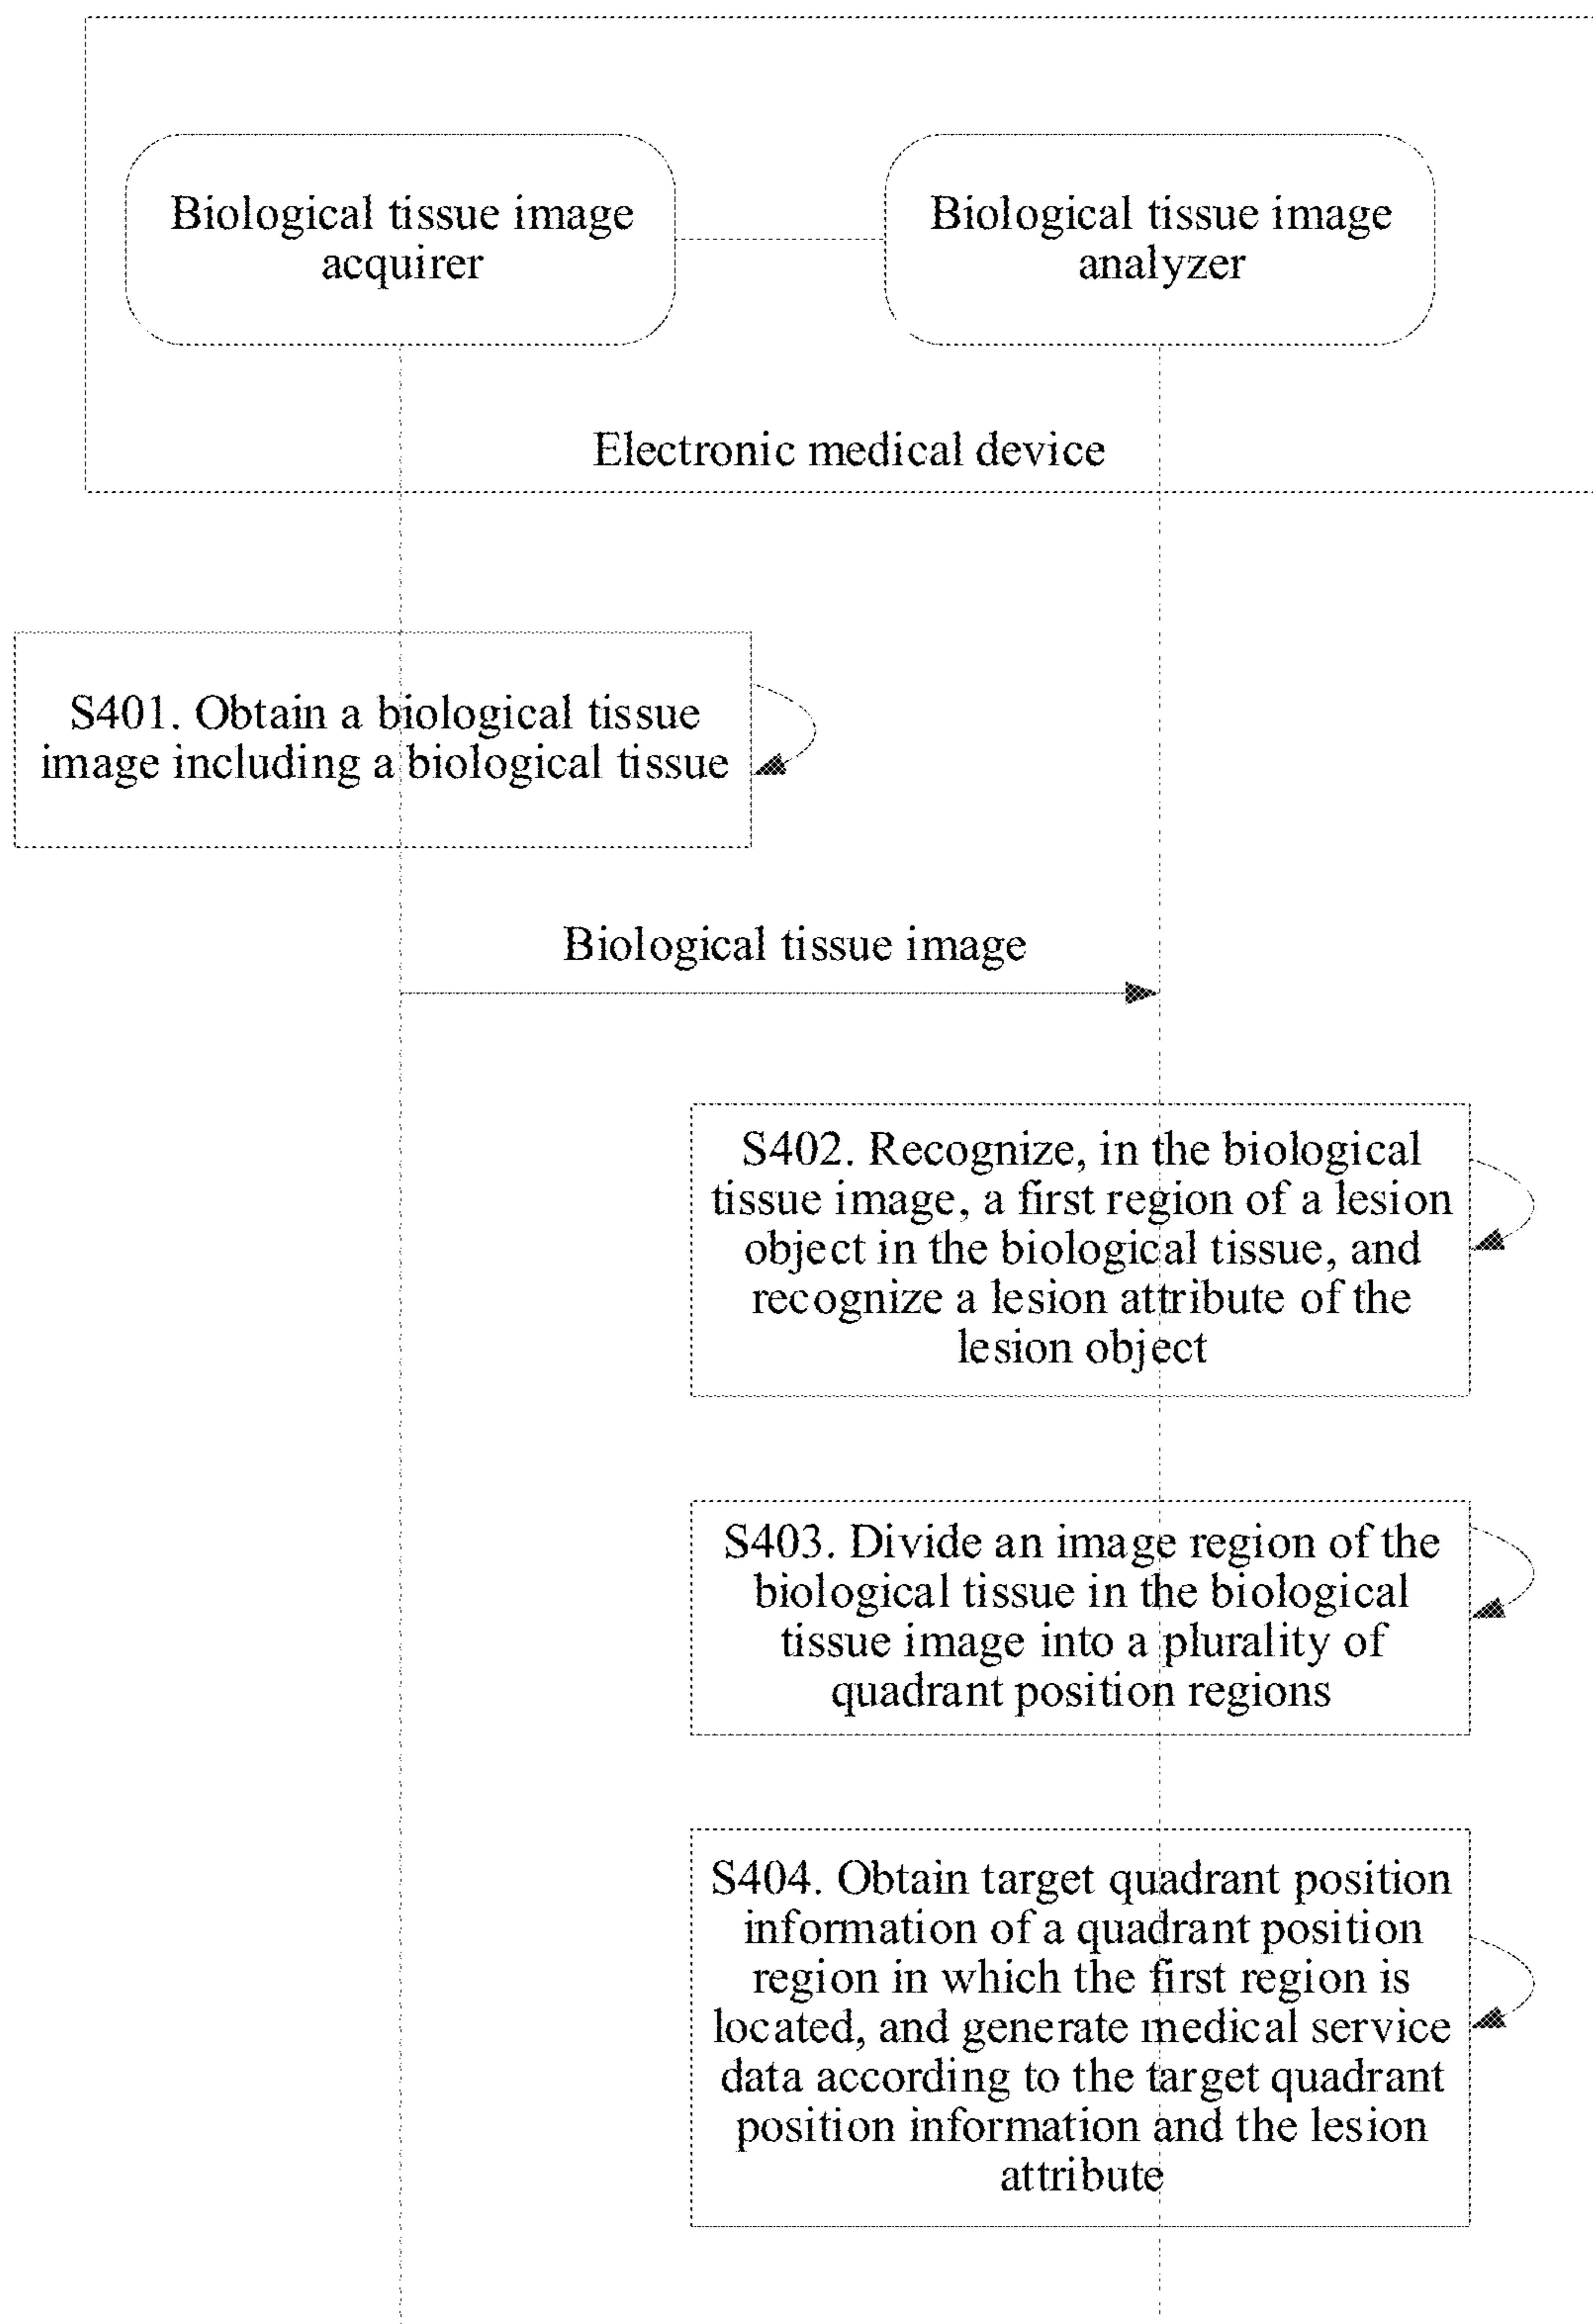 Biological tissue image
acquirer
Biological tissue image
analyzer
Electronic medical device
S401. Obtain a biological tissue
image including a biological tissue
Biological tissue image
S402. Recognize, in the biological
tissue image, a first region of a lesion
object in the biological tissue, and
recognize a lesion attribute of the
lesion object
S403. Divide an image region of the
biological tissue in the biological
tissue image into a plurality of
quadrant position regions
S404. Obtain target quadrant position
information of a quadrant position
region in which the first region is
located, and generate medical service
data according to the target quadrant
position information and the lesion
attribute